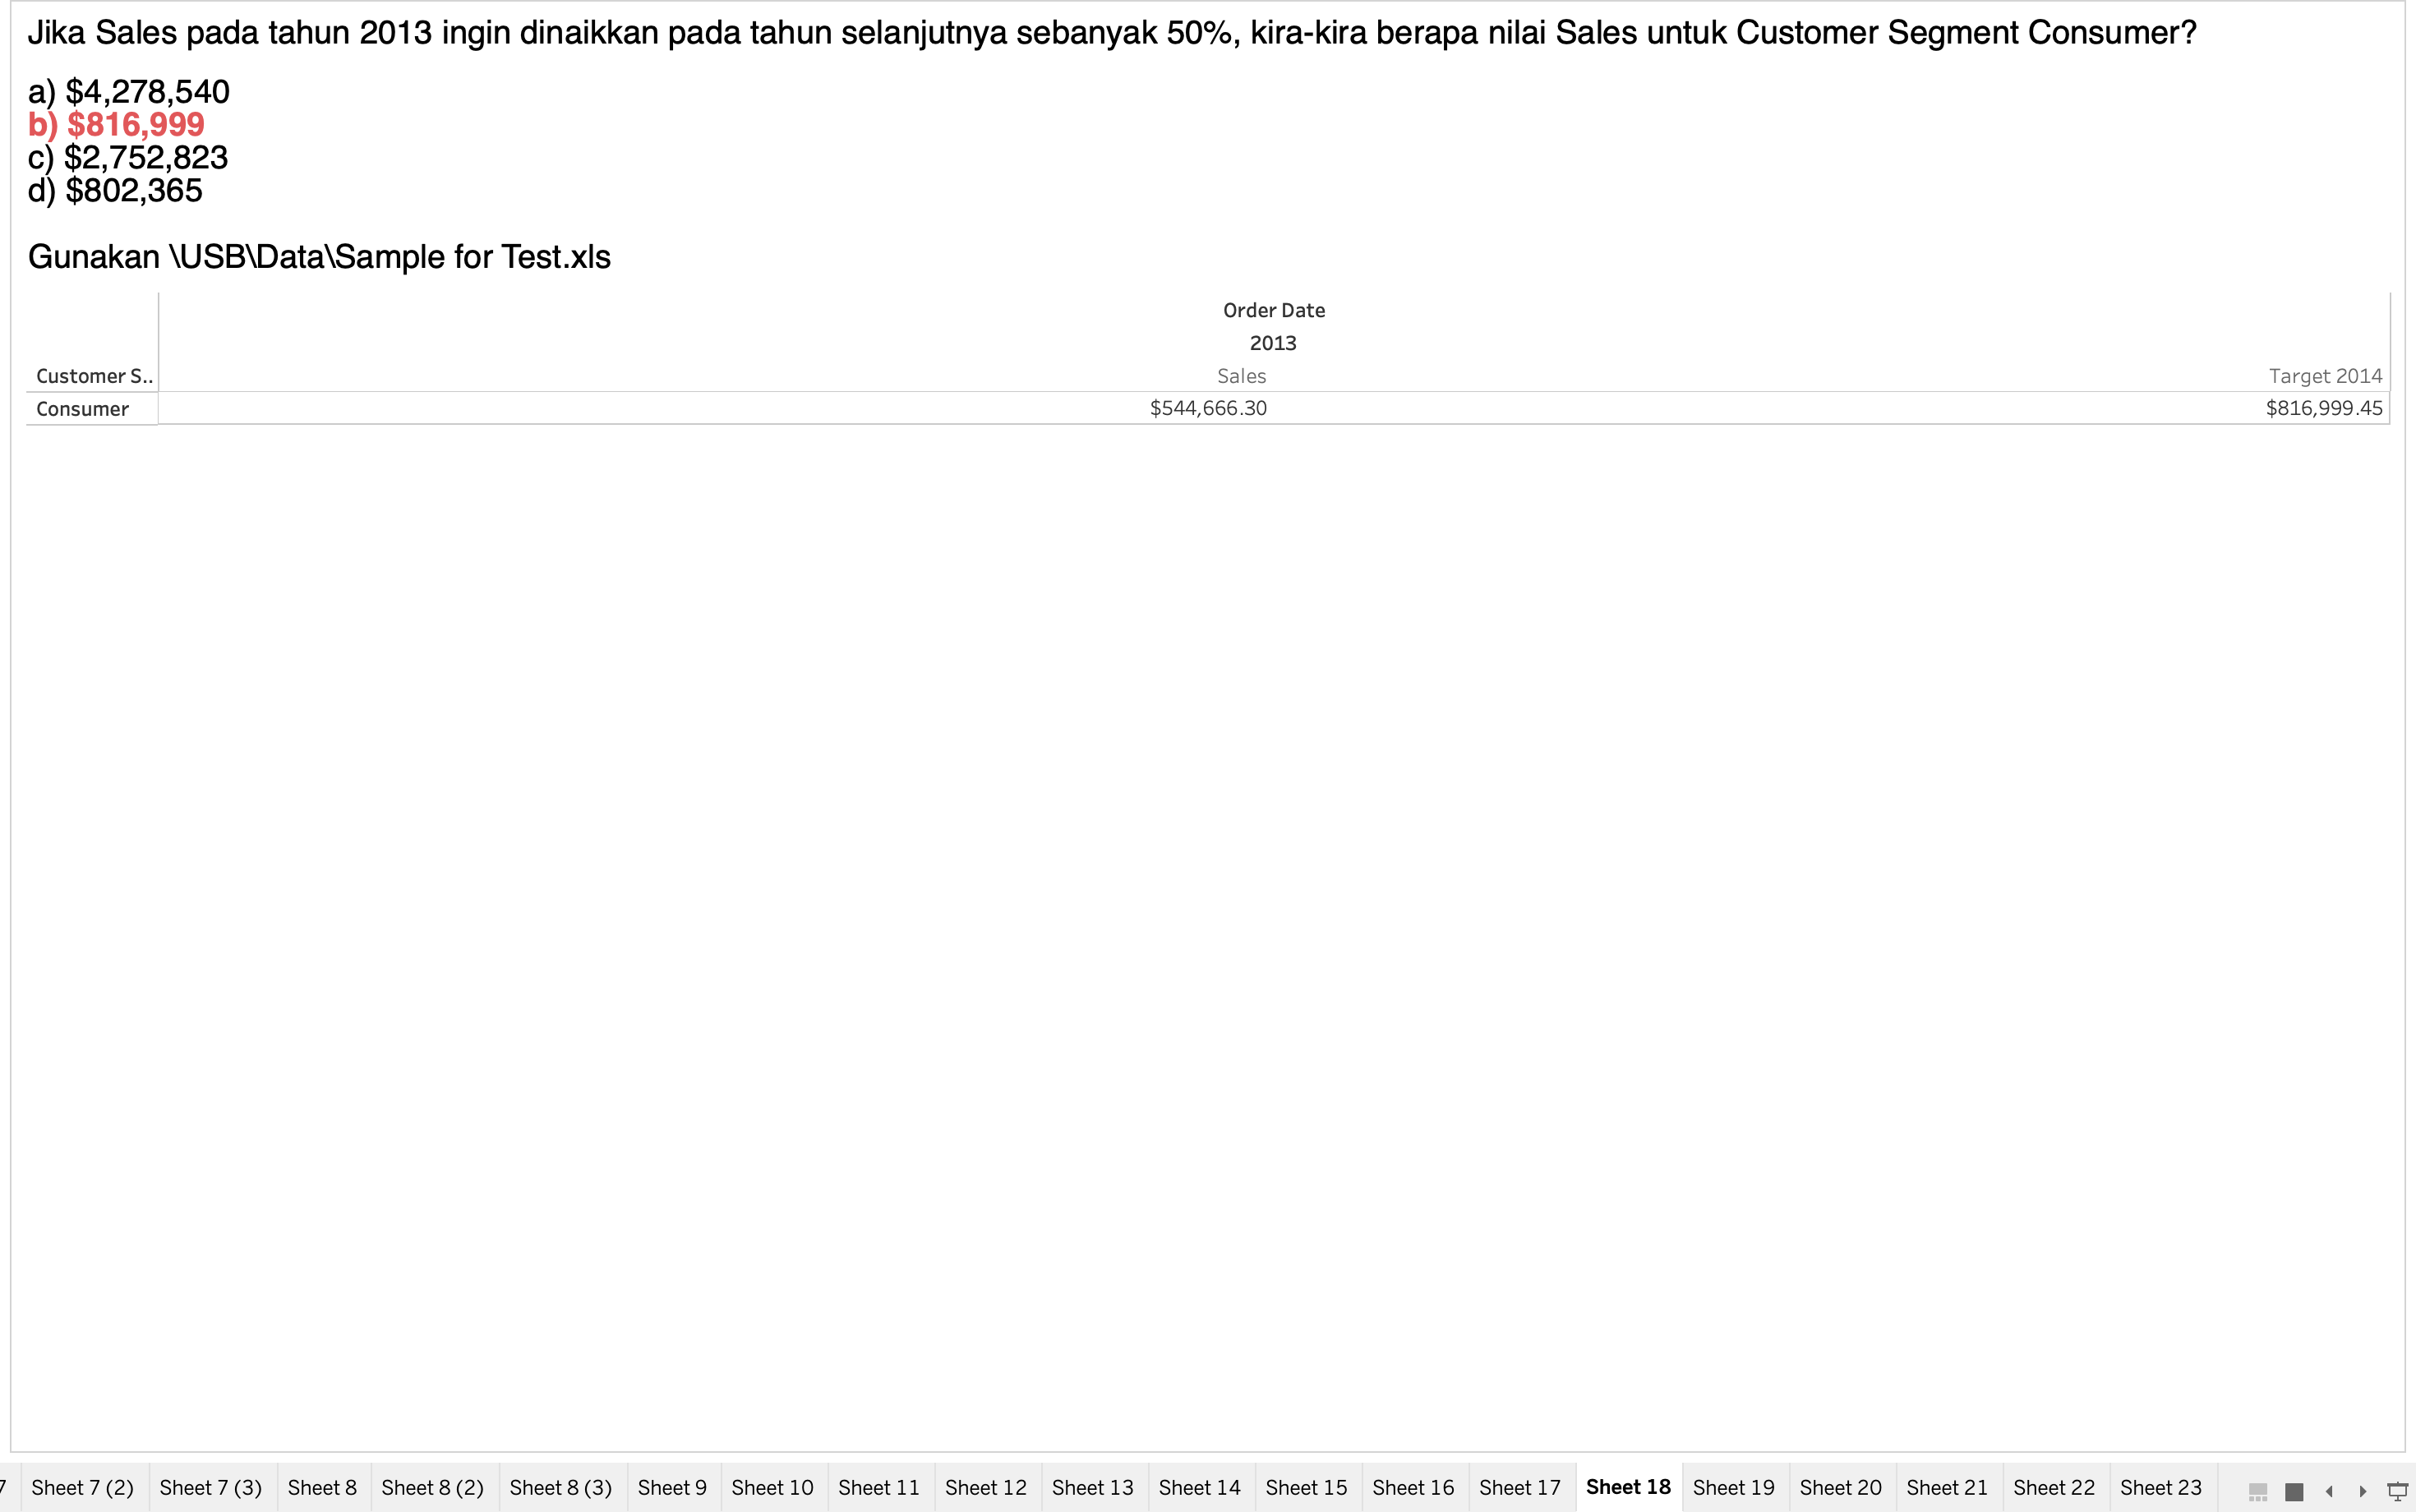 Jika Sales pada tahun 2013 ingin dinaikkan pada tahun selanjutnya sebanyak 50%, kira-kira berapa nilai Sales untuk Customer Segment Consumer?
a) $4,278,540
b) $816,999
c) $2,752,823
d) $802,365
Gunakan \USB\Data\Sample for Test.xls
Order Date
2013
Customer S.. Sales Target 2014
Consumer $544,666.30 $816,999.45
7 Sheet 7 (2) Sheet 7 (3) Sheet 8 Sheet 8 (2) Sheet 8 (3) Sheet 9 Sheet 10 Sheet 11 Sheet 12 Sheet 13 Sheet 14 Sheet 15 Sheet 16 Sheet 17 Sheet 18 Sheet 19 Sheet 20 Sheet 21 Sheet 22 Sheet 23